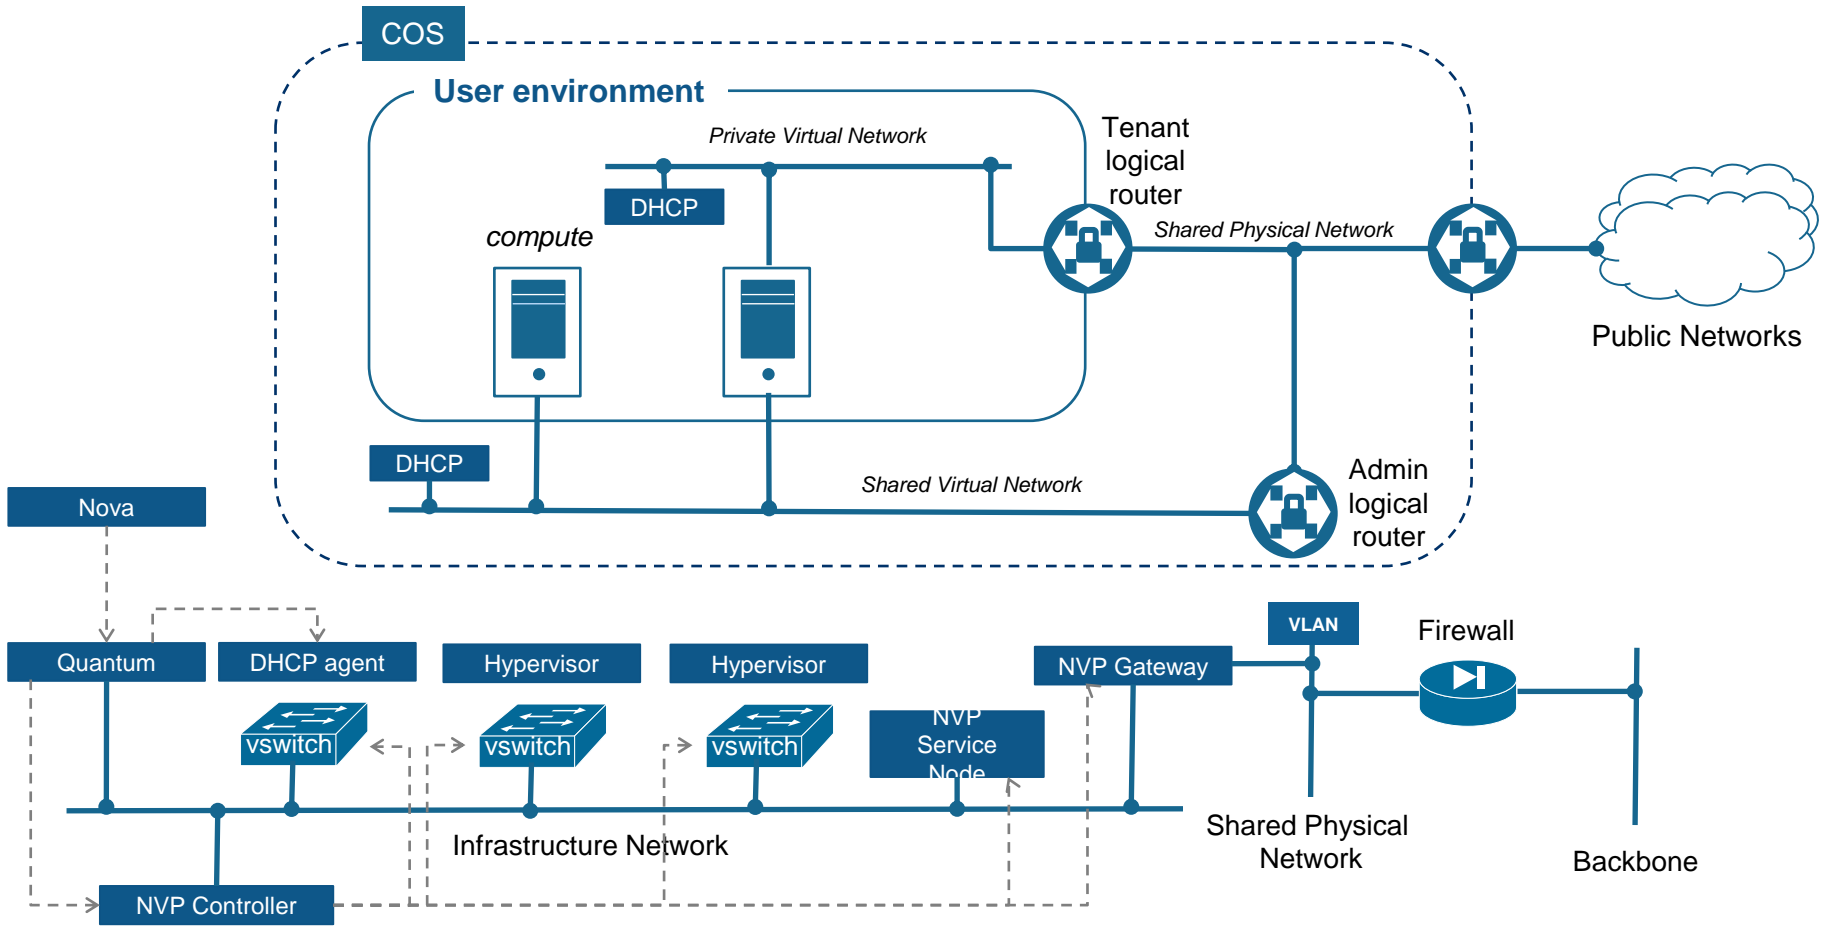 COS
User environment
Private Virtual Network
Tenant
logical
router
DHCP
compute
Shared Physical Network
Public Networks
DHCP
Shared Virtual Network
Admin
logical
router
Nova
VLAN
Firewall
Quantum
DHCP agent
Hypervisor
Hypervisor
NVP Gateway
vswitch
vswitch
vswitch
NVP
Service
Node
Infrastructure Network
Shared Physical
Network
Backbone
NVP Controller